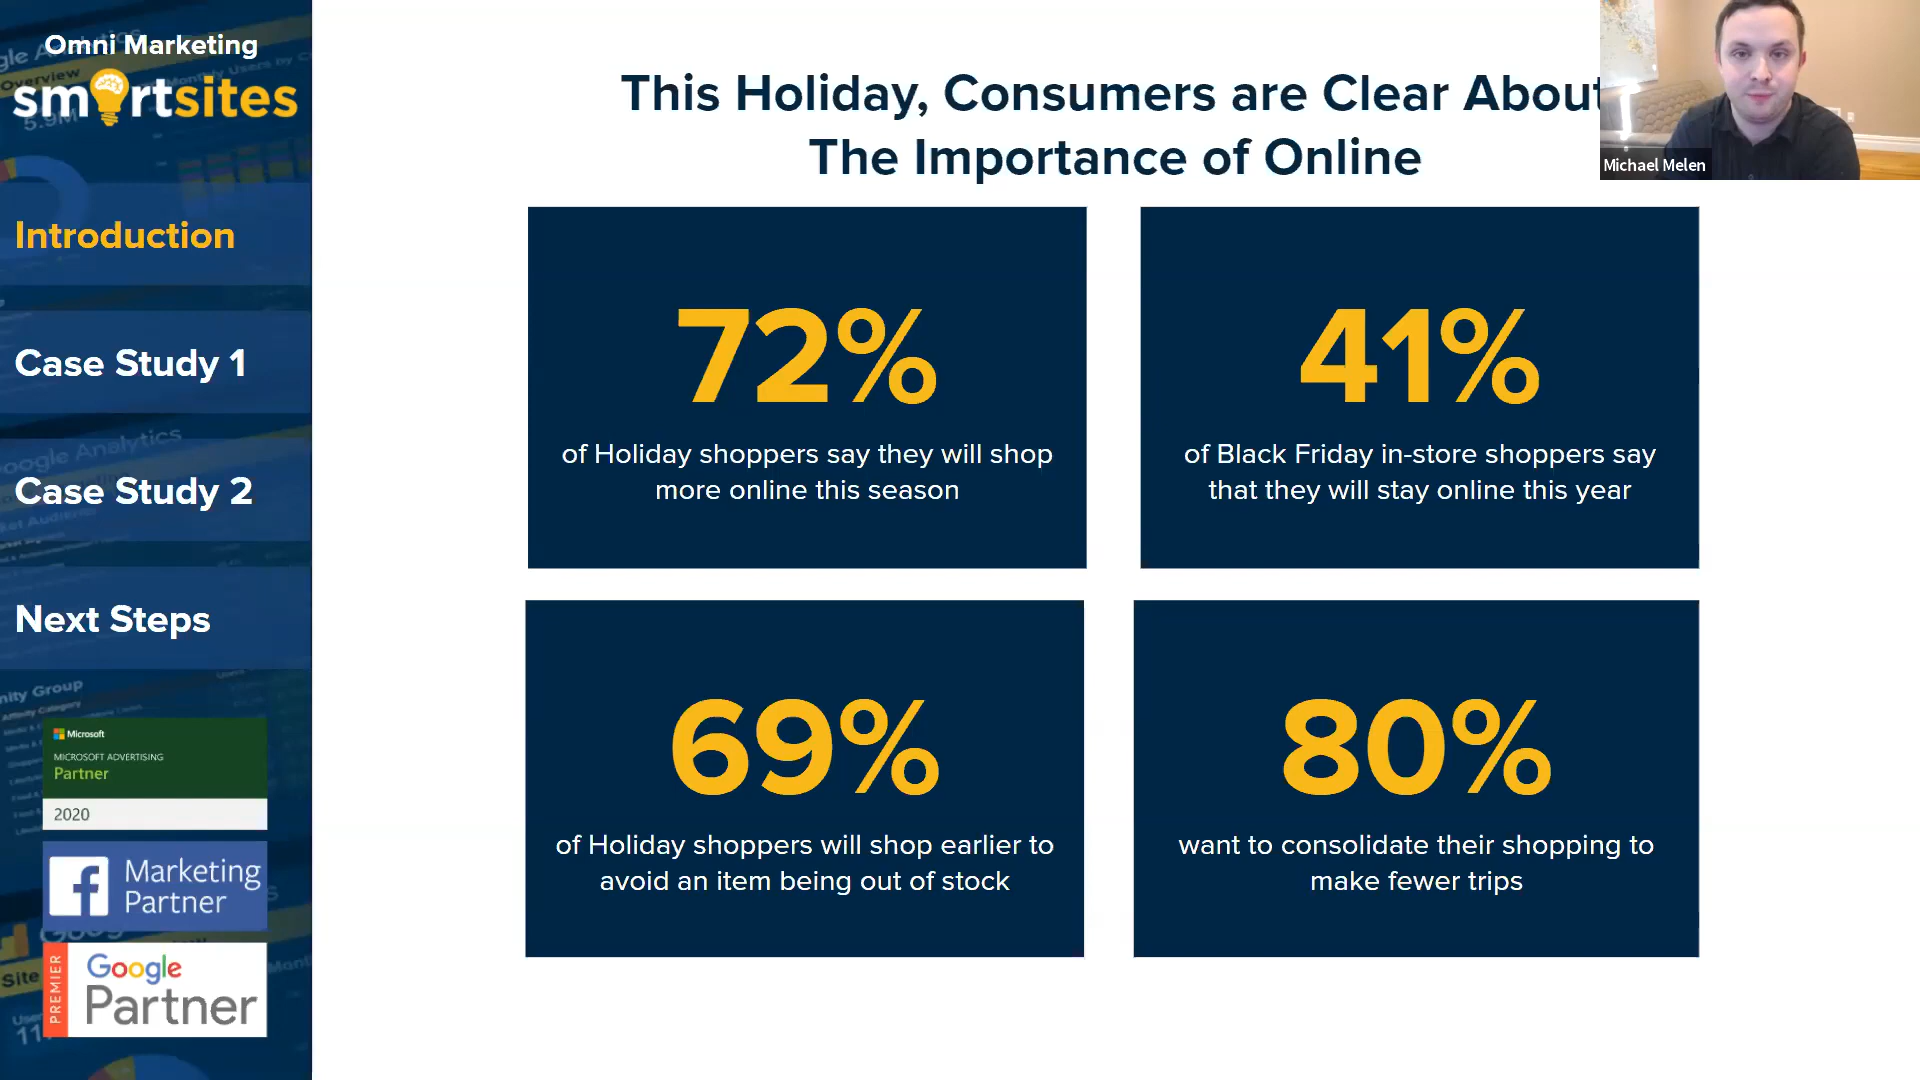 Omni Marketing
smartsites
Introduction
Case Study 1
Case Study 2
Next Steps
Microsoft
MICROSOFT ADVERTISING
Partner
2020
Marketing
Partner
PREMIER
Google
Partner
This Holiday, Consumers are Clear About
The Importance of Online
72%
of Holiday shoppers say they will shop
more online this season
41%
of Black Friday in-store shoppers say
that they will stay online this year
69%
of Holiday shoppers will shop earlier to
avoid an item being out of stock
80%
want to consolidate their shopping to
make fewer trips
Michael Melen